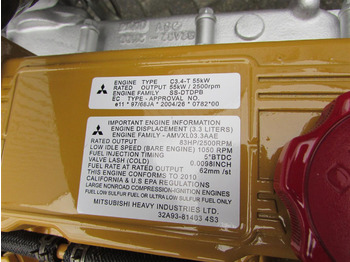 ENGINE TYPE C3.4-T 55kW
RATED OUTPUT 55kW / 2500rpm
ENGINE FAMILY SS-DTDPB
EC TYPE - APPROVAL NO.
e11 * 97/68JA * 2004/26 * 0782*00
IMPORTANT ENGINE INFORMATION
ENGINE DISPLACEMENT (3.3 LITERS)
ENGINE FAMILY - AMVXL03.3AAE
RATED OUTPUT 83HP/2500RPM
LOW IDLE SPEED (BARE ENGINE) 1050 RPM
INJECTION TIMING 5°BTDC
VALVE LASH (COLD) 0.0098INCH
FUEL RATE AT RATED OUTPUT 62mm /st
THIS ENGINE CONFORMS TO 2010
CALIFORNIA & U.S EPA REGULATIONS
LARGE NONROAD COMPRESSION-IGNITION ENGINES
FUEL LOW SULFUR FUEL OR ULTRA LOW SULFUR FUEL ONLY
MITSUBISHI HEAVY INDUSTRIES LTD.
32A93-81403 4S3